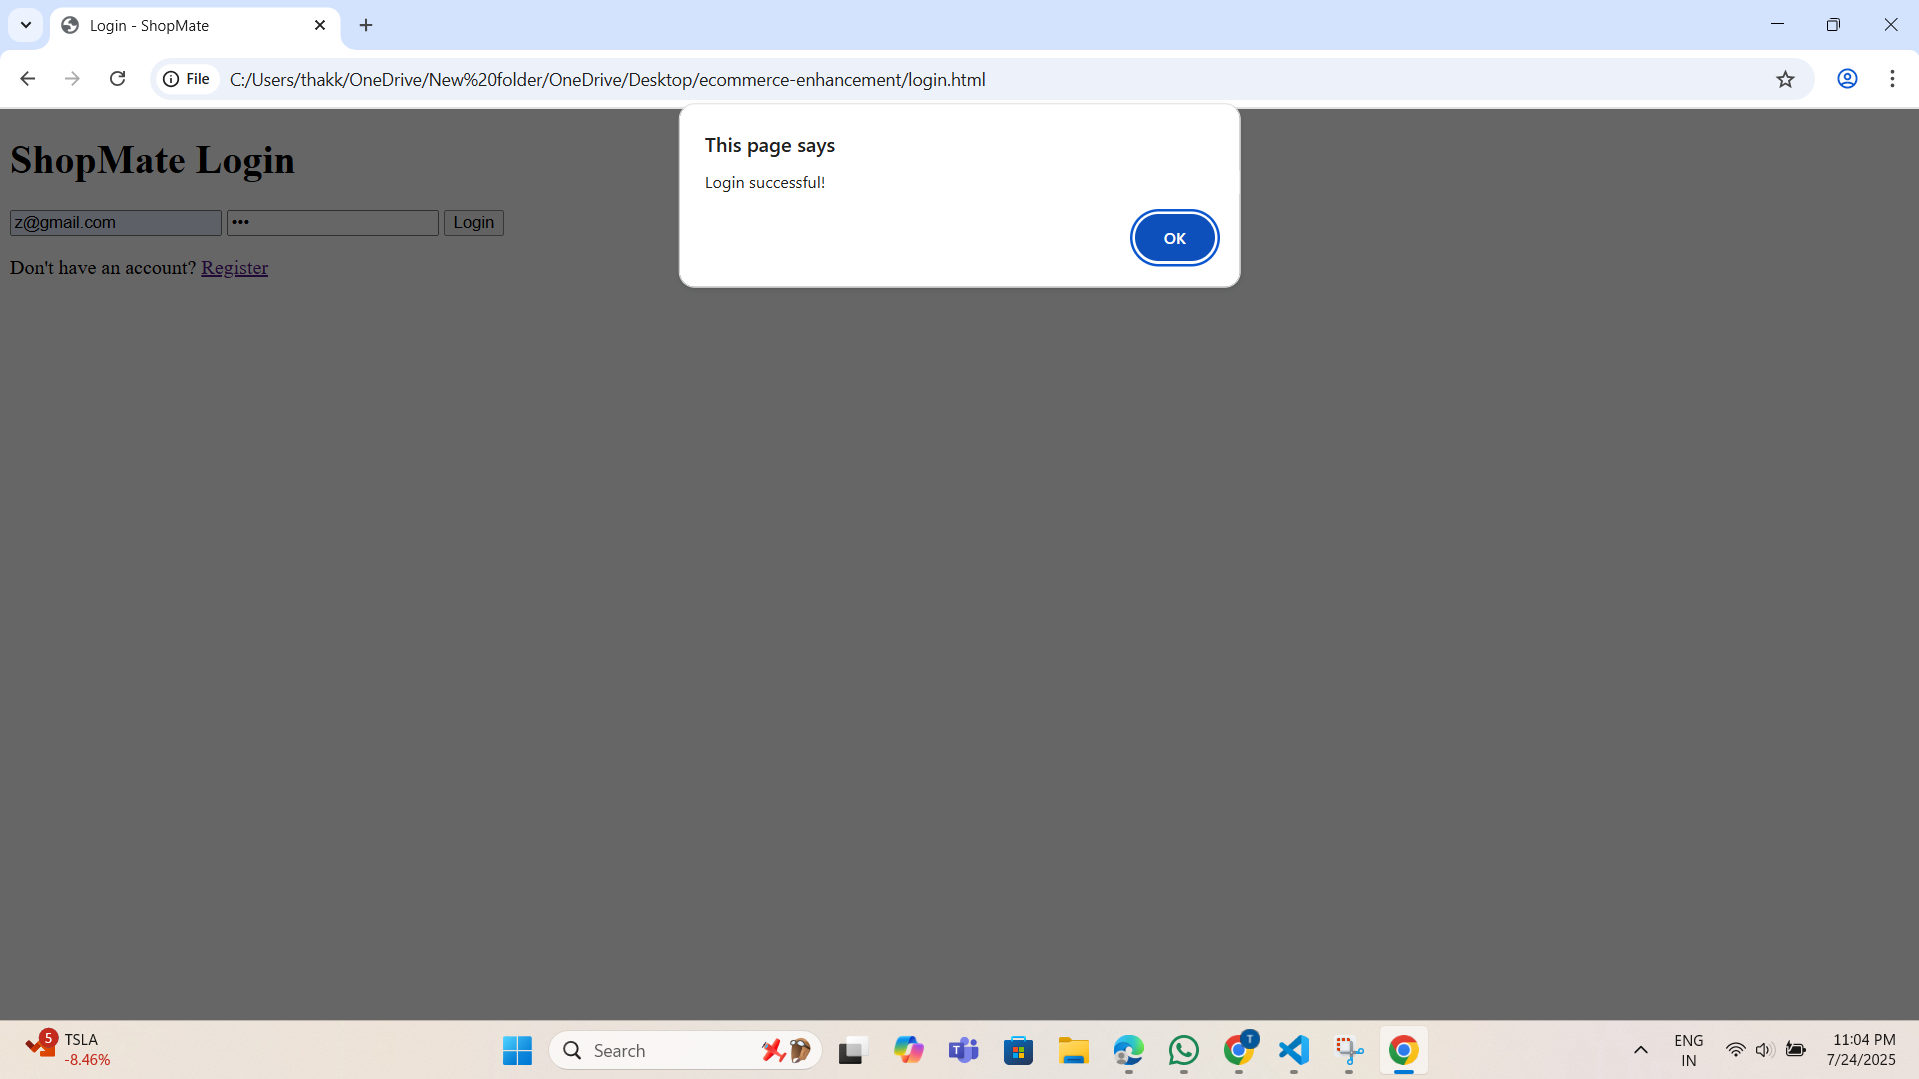 Login - ShopMate
File
C:/Users/thakk/OneDrive/New%20folder/OneDrive/Desktop/ecommerce-enhancement/login.html
This page says
Login successful!
OK
ShopMate Login
z@gmail.com ••• Login
Don't have an account? Register
5
TSLA
-8.46%
Search
T
T
ENG
IN
11:04 PM
7/24/2025